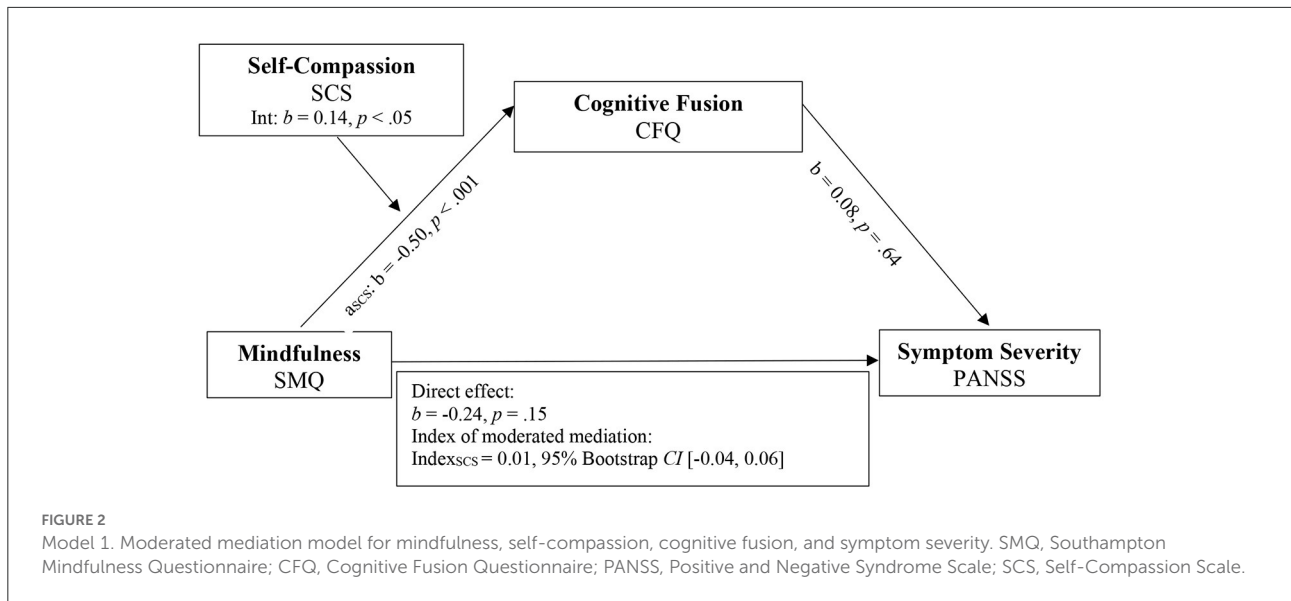 Self-Compassion
SCS
Int: b = 0.14, p < .05
Cognitive Fusion
CFQ
ascs: b = -0.50, p < .001
b = 0.08, p = .64
Mindfulness
SMQ
Symptom Severity
PANSS
Direct effect:
b = -0.24, p = .15
Index of moderated mediation:
Indexscs = 0.01, 95% Bootstrap CI [-0.04, 0.06]
FIGURE 2
Model 1. Moderated mediation model for mindfulness, self-compassion, cognitive fusion, and symptom severity. SMQ, Southampton
Mindfulness Questionnaire; CFQ, Cognitive Fusion Questionnaire; PANSS, Positive and Negative Syndrome Scale; SCS, Self-Compassion Scale.